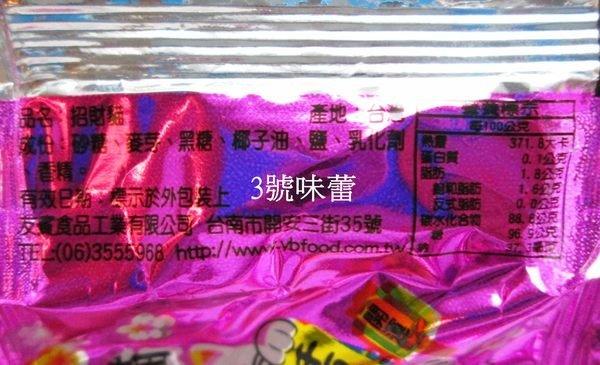 品名：招財貓 產地：台灣
成份：砂糖、麥芽、黑糖、椰子油、鹽、乳化劑
、香精。
有效日期：標示於外包裝上
友賓食品工業有限公司 台南市開安三街35號
TEL:(06)3555968 http://www.ybfood.com.tw
營養標示
每100公克
熱量 371.8大卡
蛋白質 0.1公克
脂肪 1.8公克
飽和脂肪 1.6公克
反式脂肪 0.0公克
碳水化合物 88.8公克
糖 96.9公克
鈉
3號味蕾